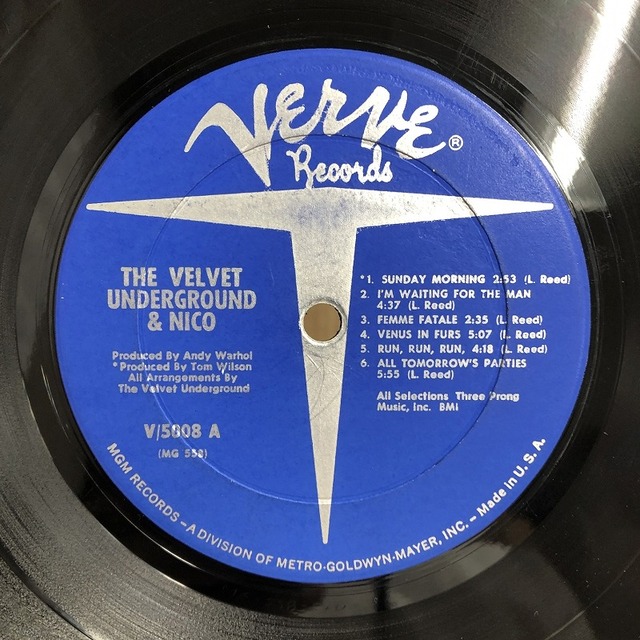 VERVE®
Records
THE VELVET
UNDERGROUND
& NICO
Produced By Andy Warhol
*Produced By Tom Wilson
All Arrangements By
The Velvet Underground
V/5008 A
(MG 558)
*1. SUNDAY MORNING 2:53 (L. Reed)
2. I'M WAITING FOR THE MAN
4:37 (L. Reed)
3. FEMME FATALE 2:35 (L. Reed)
4. VENUS IN FURS 5:07 (L. Reed)
5. RUN, RUN, RUN, 4:18 (L. Reed)
6. ALL TOMORROW'S PARTIES
5:55 (L. Reed)
All Selections Three Prong
Music, Inc. BMI
MGM RECORDS – A DIVISION OF METRO-GOLDWYN-MAYER, INC. – Made in U. S. A.